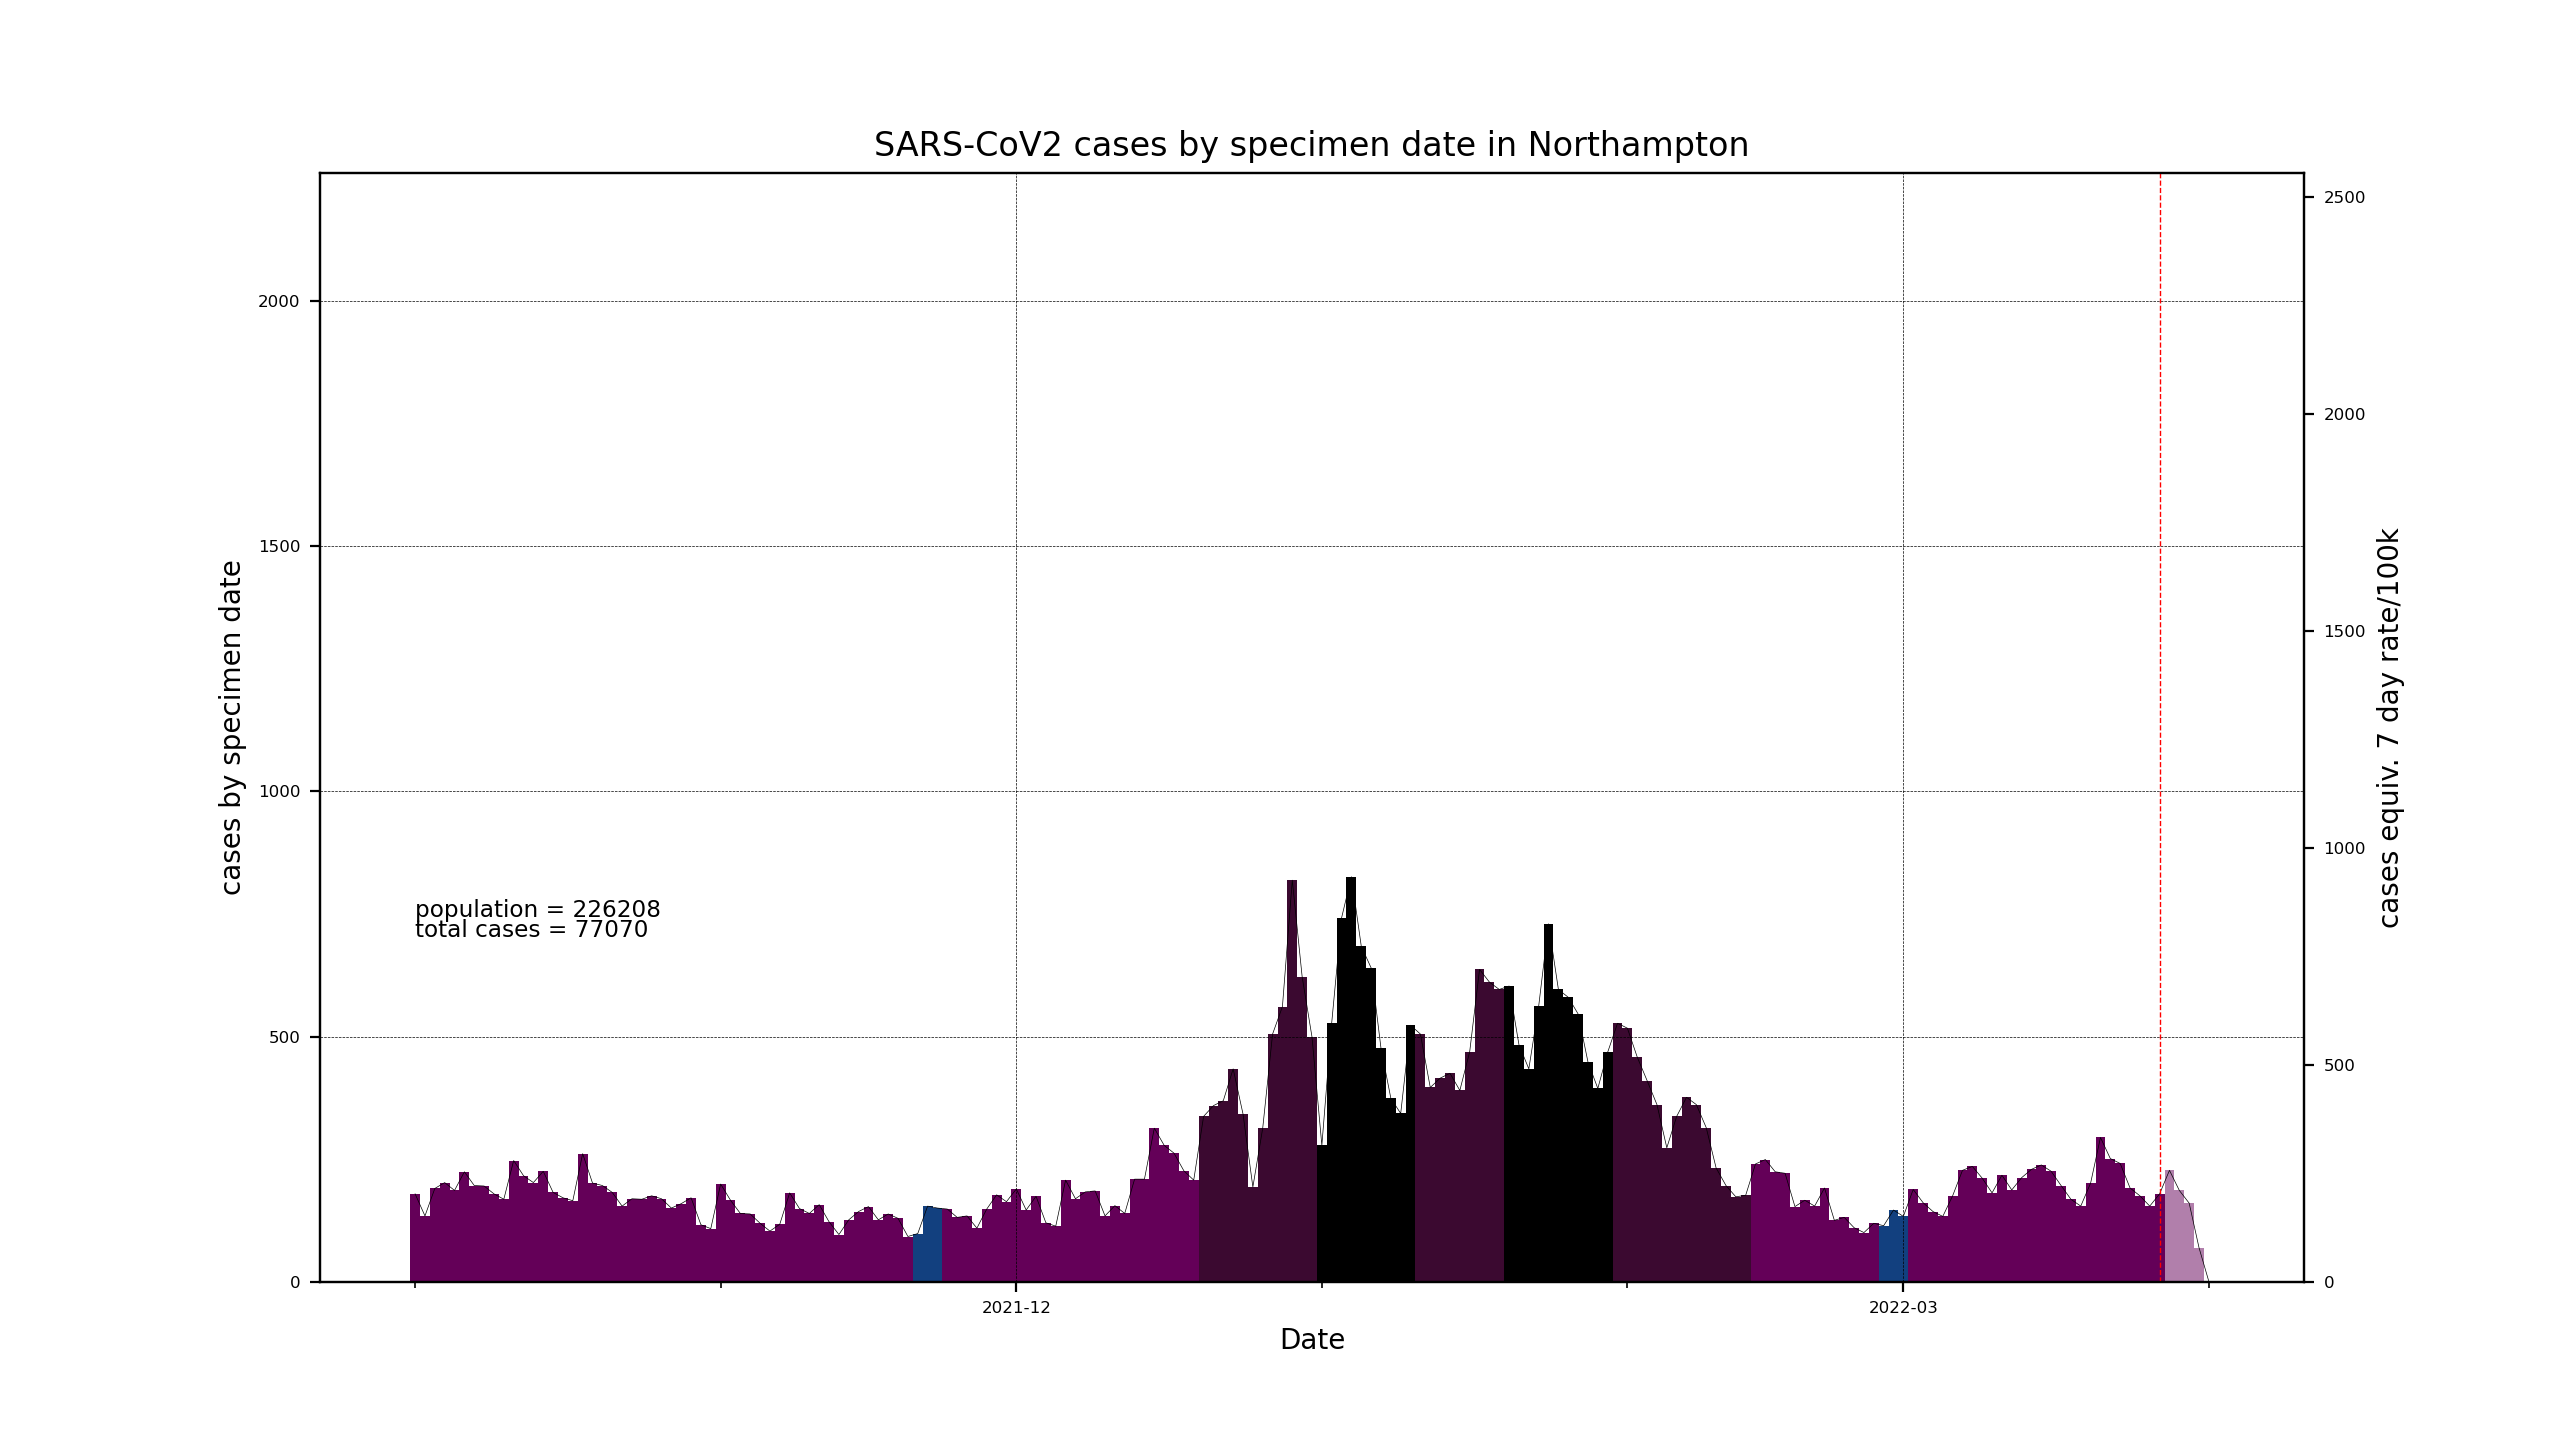 SARS-CoV2 cases by specimen date in Northampton
2500
2000
2000
1500
1500
1000
1000
500
500
0
0
cases by specimen date
cases equiv. 7 day rate/100k
population = 226208
total cases = 77070
2021-12
2022-03
Date